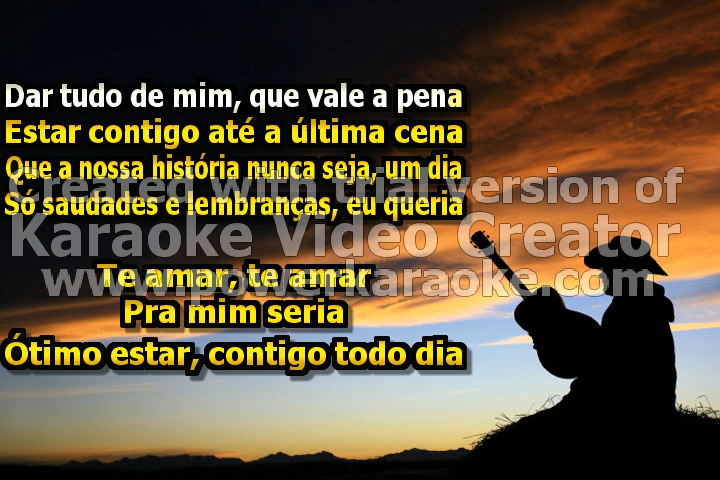 Dar tudo de mim, que vale a pena
Estar contigo até a última cena
Que a nossa história nunca seja, um dia
Só saudades e lembranças, eu queria
Te amar, te amar
Pra mim seria
Ótimo estar, contigo todo dia
Created with trial version of
Karaoke Video Creator
www.powerkaraoke.com